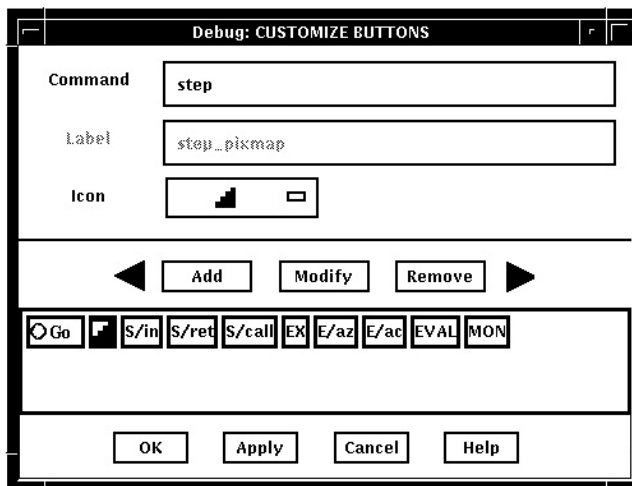 Debug: CUSTOMIZE BUTTONS
Command step
Label step_pixmap
Icon
Add Modify Remove
Go S/in S/ret S/call EX E/az E/ac EVAL MON
OK Apply Cancel Help